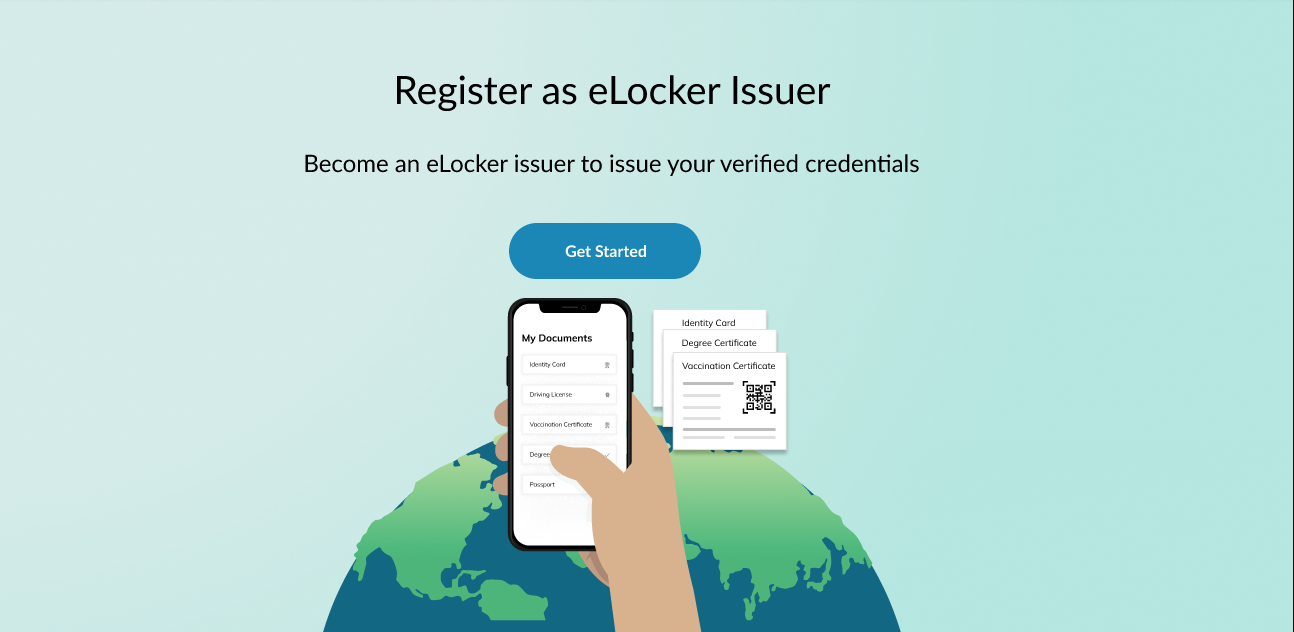 Register as eLocker Issuer
Become an eLocker issuer to issue your verified credentials
Get Started
My Documents
Identity Card
Driving License
Vaccination Certificate
Degree
Passport
Identity Card
Degree Certificate
Vaccination Certificate